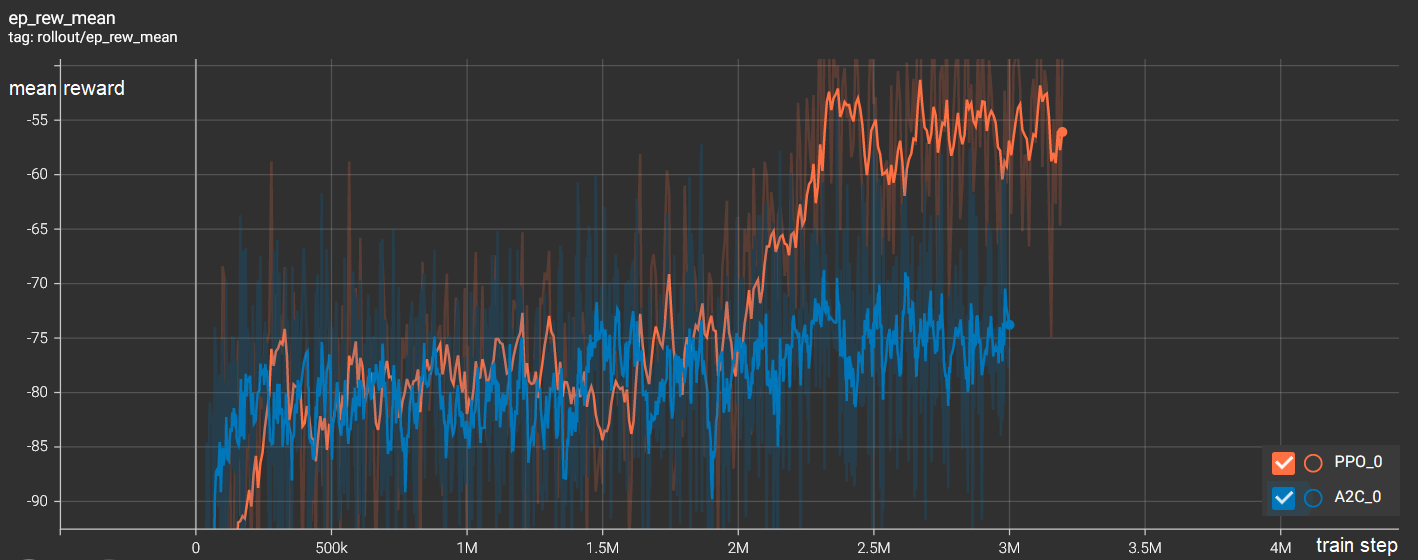 ep_rew_mean
tag: rollout/ep_rew_mean
mean reward
-55
-60
-65
-70
-75
-80
-85
-90
PPO_0
A2C_0
0 500k 1M 1.5M 2M 2.5M 3M 3.5M 4M
train step